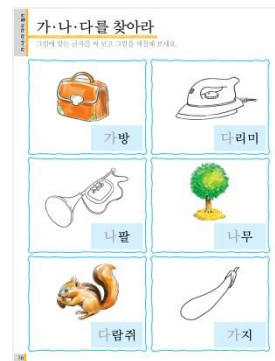 가·나·다를 찾아라
그림에 맞는 글자를 써 보고 그림을 색칠해 보세요.
가방
다리미
나팔
나무
다람쥐
가지
16